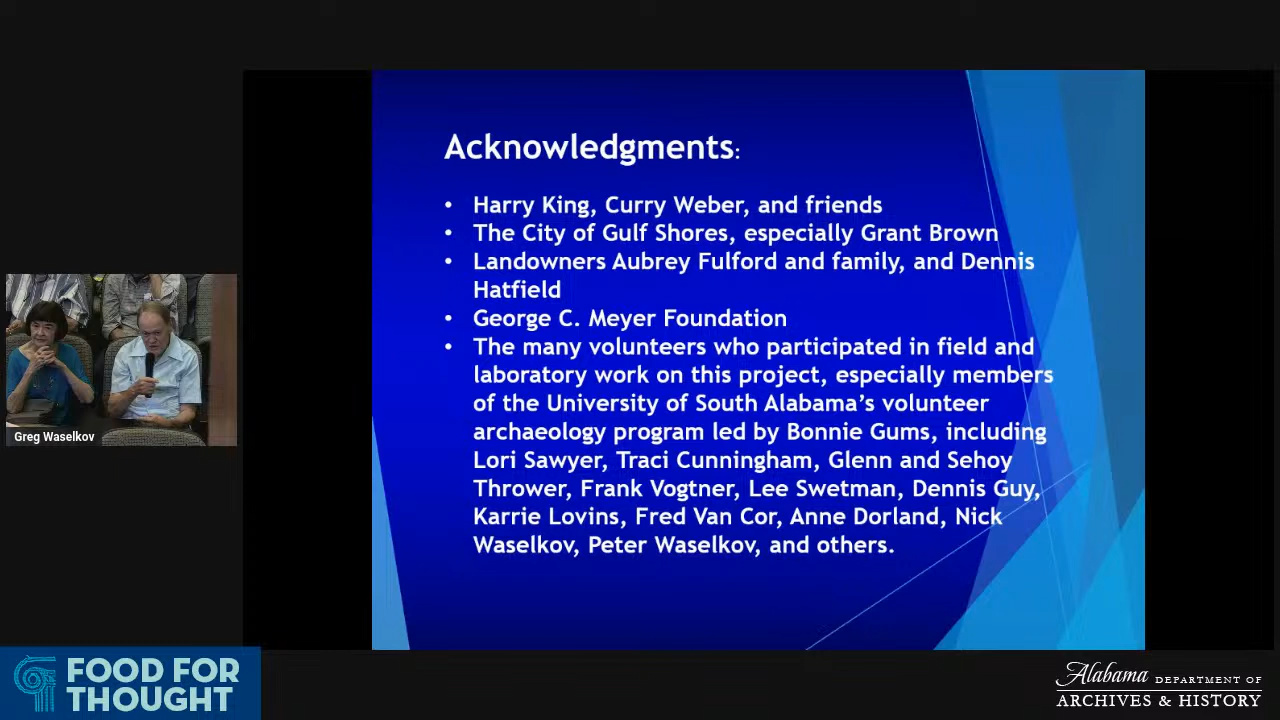 Acknowledgments:
• Harry King, Curry Weber, and friends
• The City of Gulf Shores, especially Grant Brown
• Landowners Aubrey Fulford and family, and Dennis
Hatfield
• George C. Meyer Foundation
• The many volunteers who participated in field and
laboratory work on this project, especially members
of the University of South Alabama’s volunteer
archaeology program led by Bonnie Gums, including
Lori Sawyer, Traci Cunningham, Glenn and Sehoy
Thrower, Frank Vogtner, Lee Swetman, Dennis Guy,
Karrie Lovins, Fred Van Cor, Anne Dorland, Nick
Waselkov, Peter Waselkov, and others.
Greg Waselkov
FOOD FOR
THOUGHT
Alabama DEPARTMENT OF
ARCHIVES & HISTORY